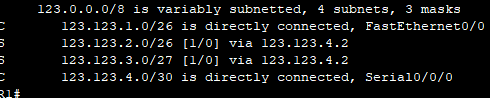 123.0.0.0/8 is variably subnetted, 4 subnets, 3 masks
C 123.123.1.0/26 is directly connected, FastEthernet0/0
S 123.123.2.0/26 [1/0] via 123.123.4.2
S 123.123.3.0/27 [1/0] via 123.123.4.2
C 123.123.4.0/30 is directly connected, Serial0/0/0
R1#